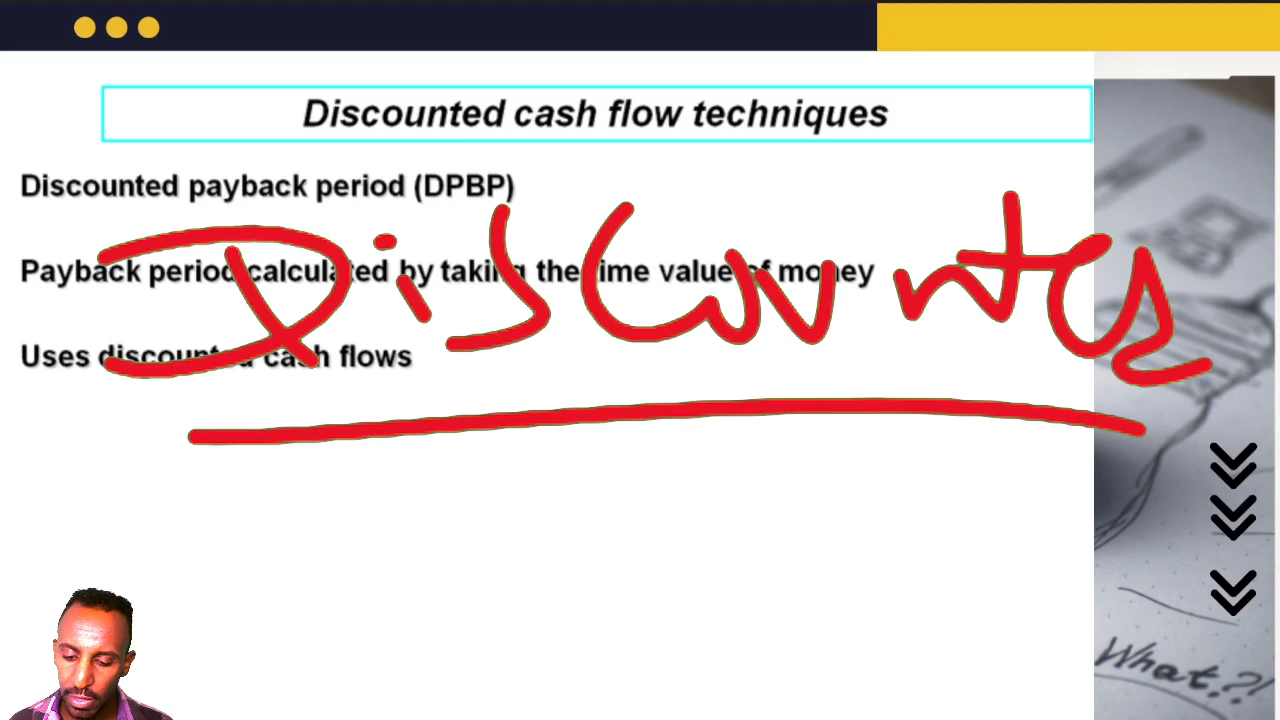 Discounted cash flow techniques
Discounted payback period (DPBP)
Payback period calculated by taking the time value of money
Uses discounted cash flows
Discounted
What?!